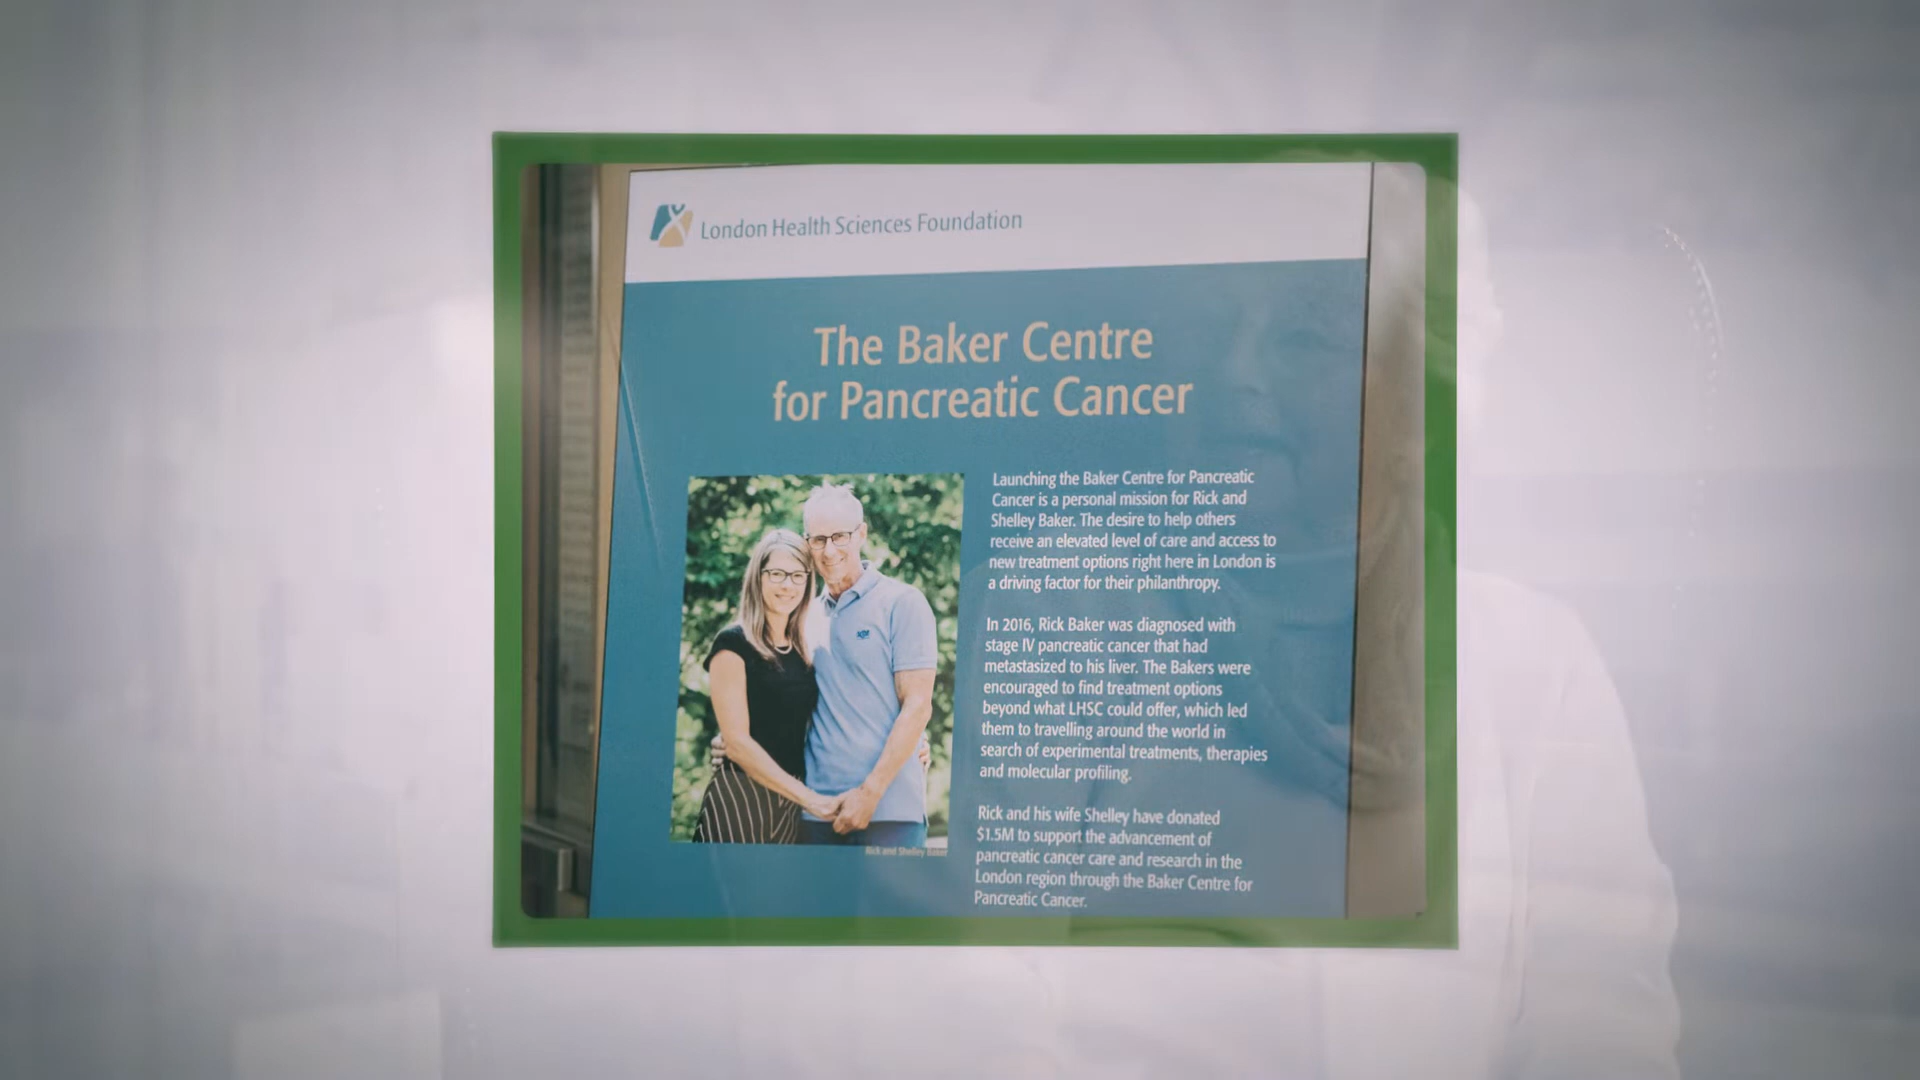 London Health Sciences Foundation
The Baker Centre
for Pancreatic Cancer
Launching the Baker Centre for Pancreatic
Cancer is a personal mission for Rick and
Shelley Baker. The desire to help others
receive an elevated level of care and access to
new treatment options right here in London is
a driving factor for their philanthropy.
In 2016, Rick Baker was diagnosed with
stage IV pancreatic cancer that had
metastasized to his liver. The Bakers were
encouraged to find treatment options
beyond what LHSC could offer, which led
them to travelling around the world in
search of experimental treatments, therapies
and molecular profiling.
Rick and his wife Shelley have donated
$1.5M to support the advancement of
pancreatic cancer care and research in the
London region through the Baker Centre for
Pancreatic Cancer.
Rick and Shelley Baker